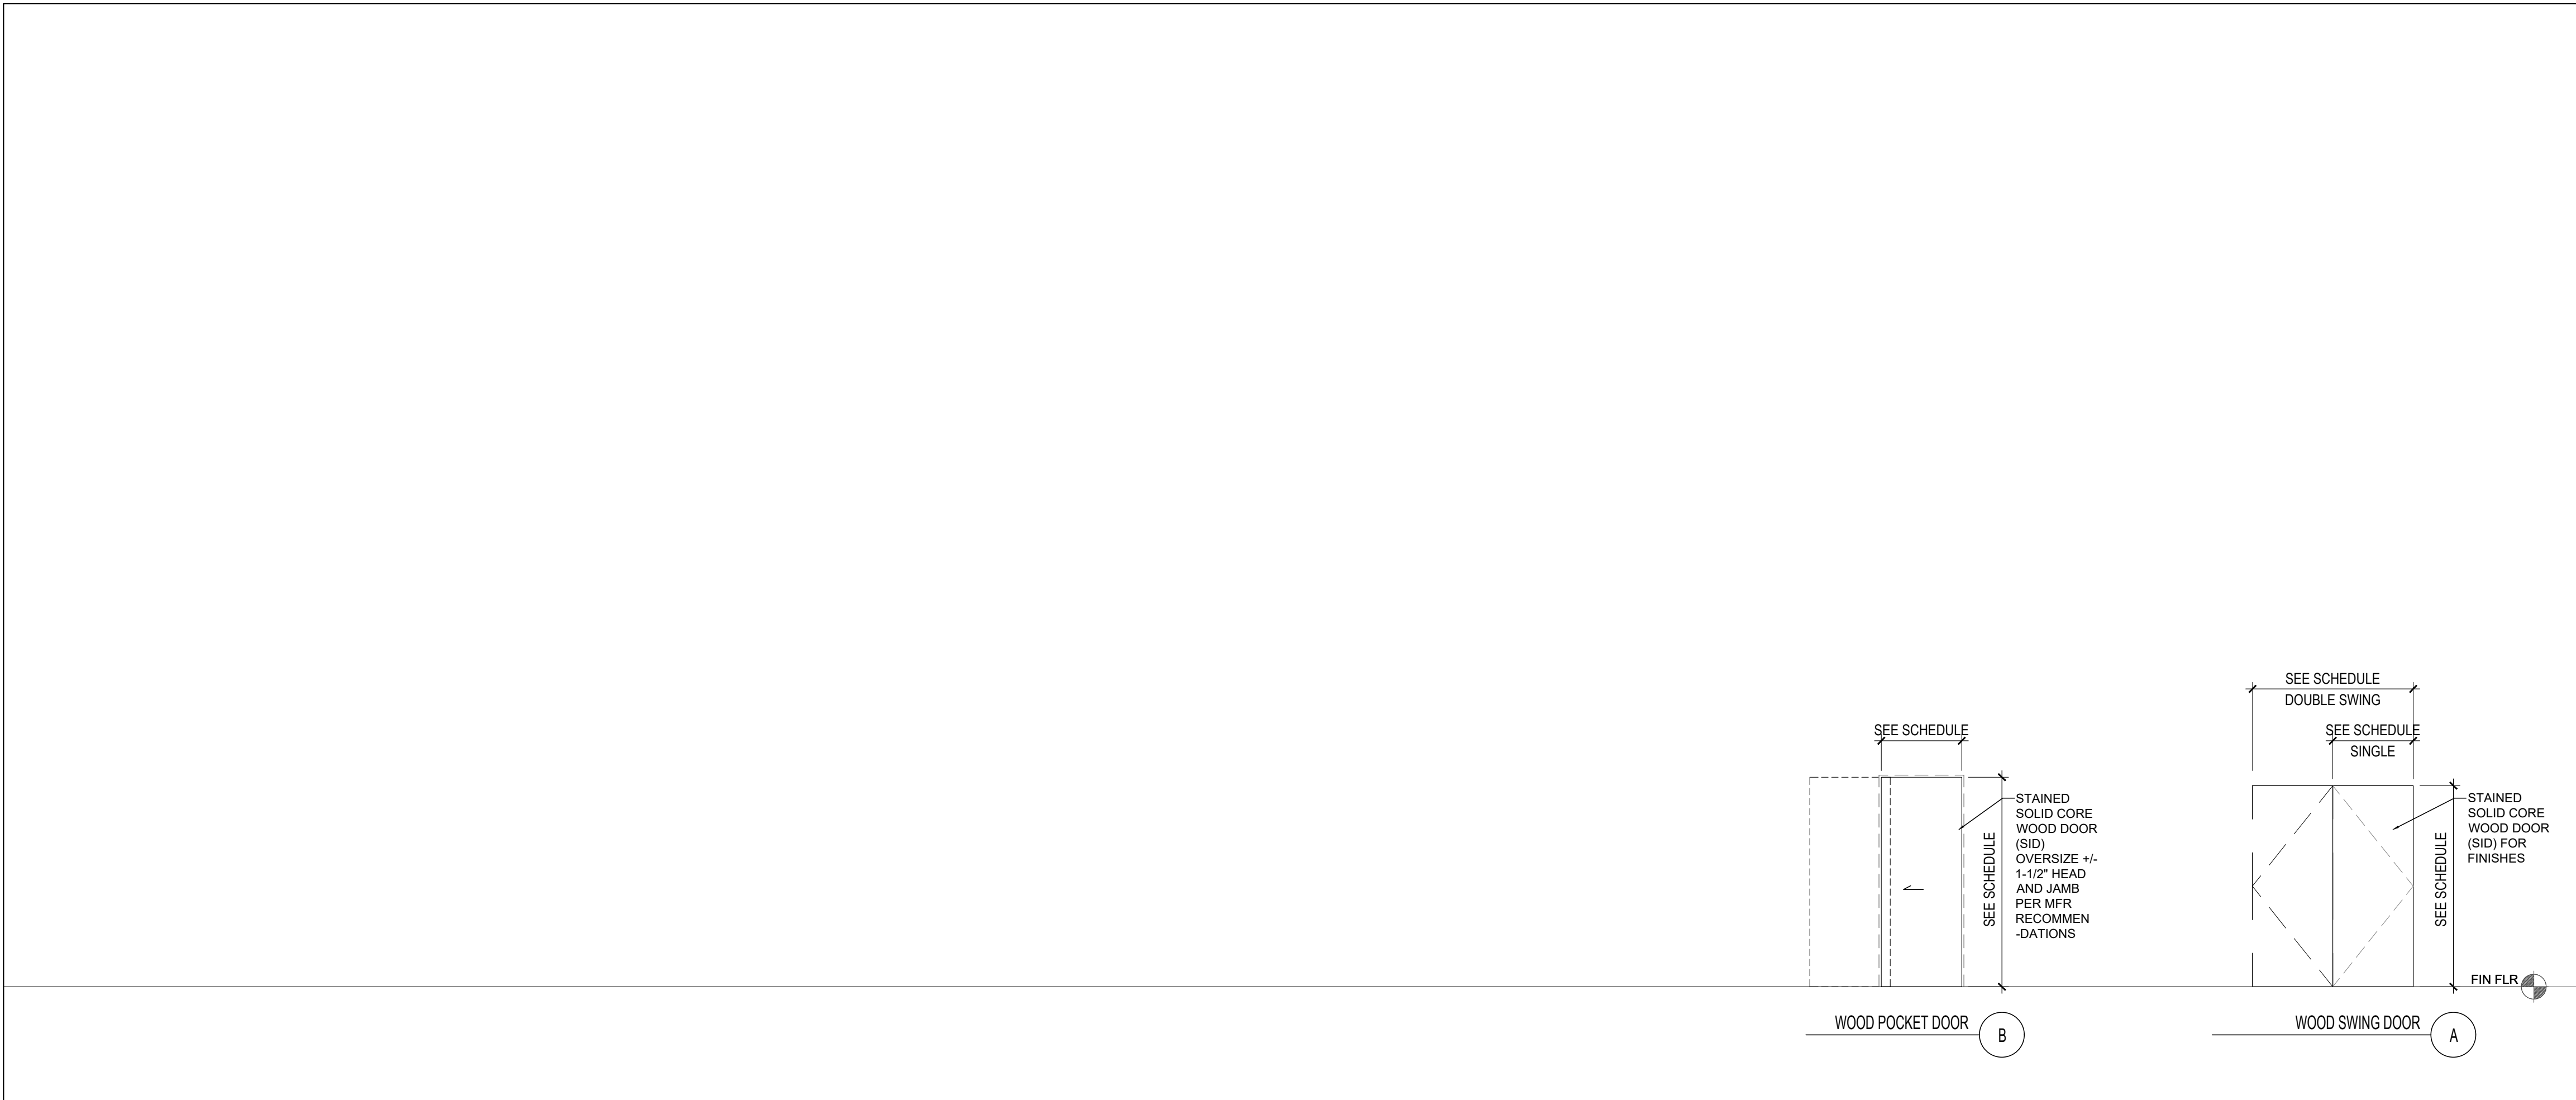 SEE SCHEDULE
STAINED
SOLID CORE
WOOD DOOR
(SID)
OVERSIZE +/-
1-1/2" HEAD
AND JAMB
PER MFR
RECOMMEN
-DATIONS
SEE SCHEDULE
WOOD POCKET DOOR
B
SEE SCHEDULE
DOUBLE SWING
SEE SCHEDULE
SINGLE
STAINED
SOLID CORE
WOOD DOOR
(SID) FOR
FINISHES
SEE SCHEDULE
FIN FLR
WOOD SWING DOOR
A